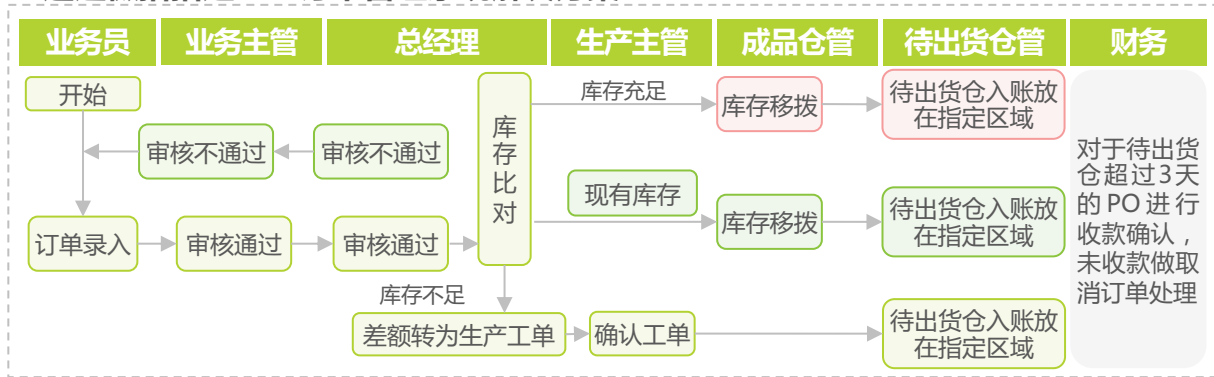 业务员
业务主管
总经理
生产主管
成品仓管
待出货仓管
财务
开始
库存充足
库存移拨
待出货仓入账放
在指定区域
审核不通过
审核不通过
库
存
比
对
现有库存
库存移拨
待出货仓入账放
在指定区域
订单录入
审核通过
审核通过
库存不足
差额转为生产工单
确认工单
待出货仓入账放
在指定区域
对于待出货
仓超过3天
的PO进行
收款确认，
未收款做取
消订单处理